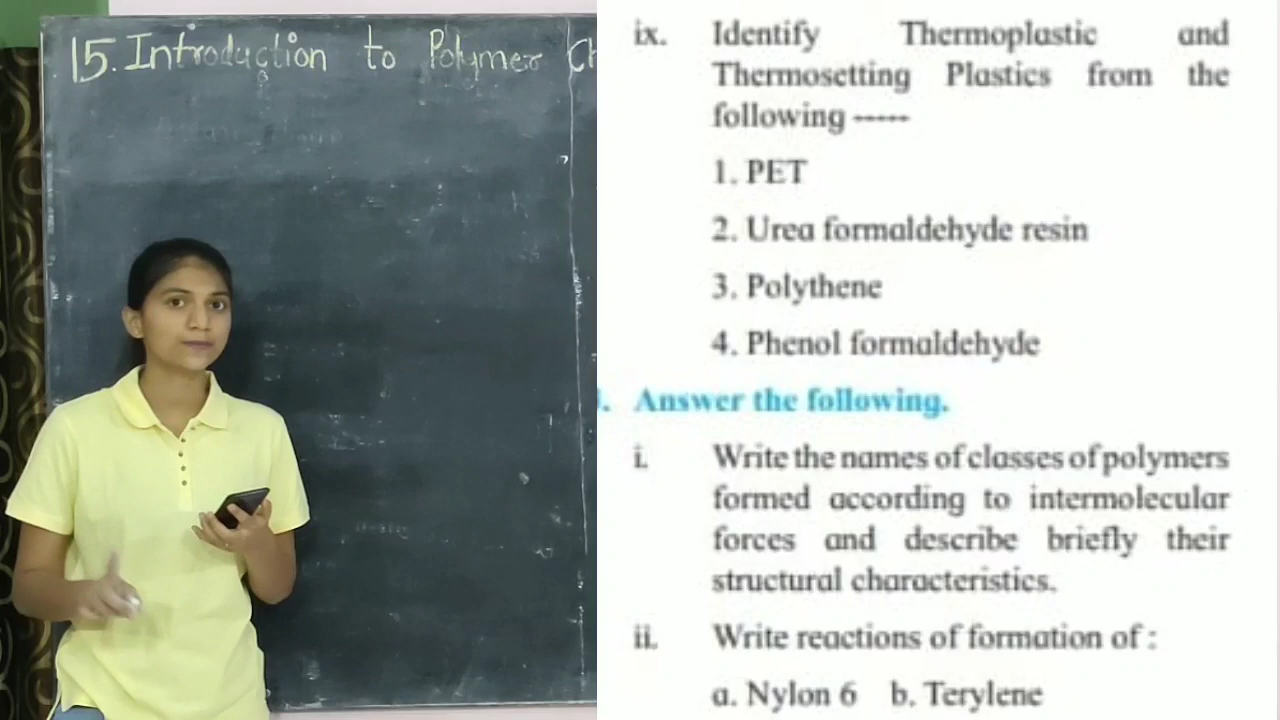 15. Introduction to Polymer Ch
ix. Identify Thermoplastic and
Thermosetting Plastics from the
following -----
1. PET
2. Urea formaldehyde resin
3. Polythene
4. Phenol formaldehyde
. Answer the following.
i. Write the names of classes of polymers
formed according to intermolecular
forces and describe briefly their
structural characteristics.
ii. Write reactions of formation of :
a. Nylon 6 b. Terylene